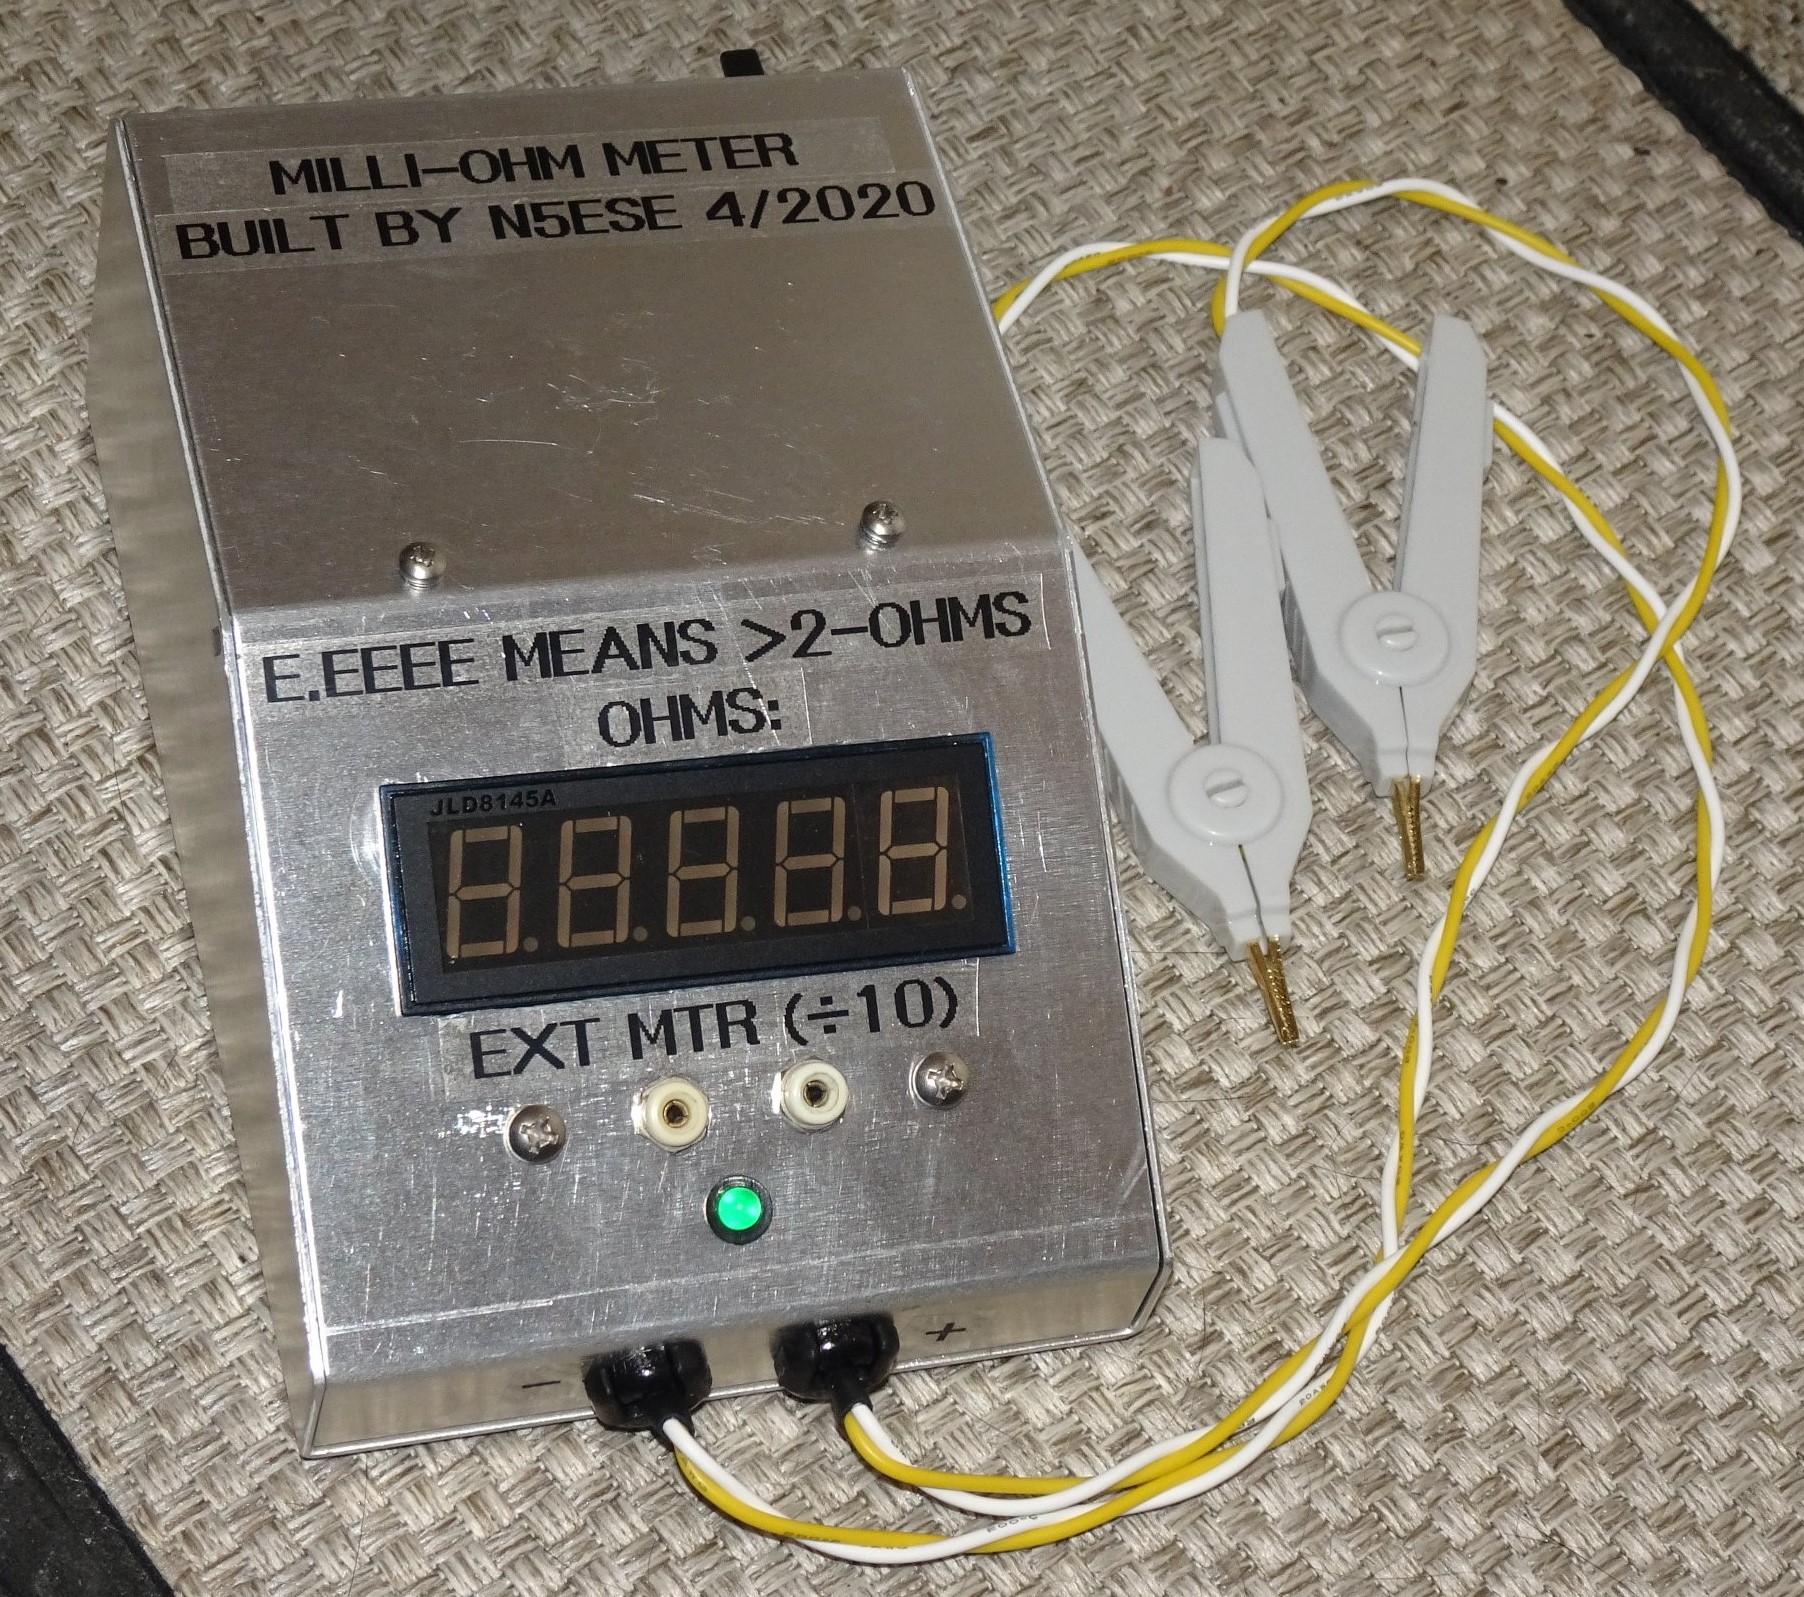 MILLI-OHM METER
BUILT BY N5ESE 4/2020
E.EEEE MEANS >2-OHMS
OHMS:
JLD8145A
EXT MTR (÷10)
- +